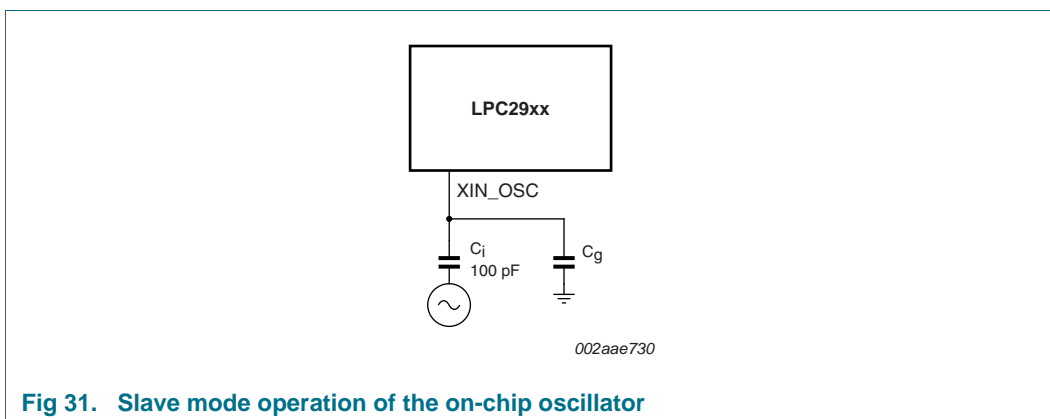 LPC29xx
XIN_OSC
Ci
100 pF
Cg
002aae730
Fig 31. Slave mode operation of the on-chip oscillator